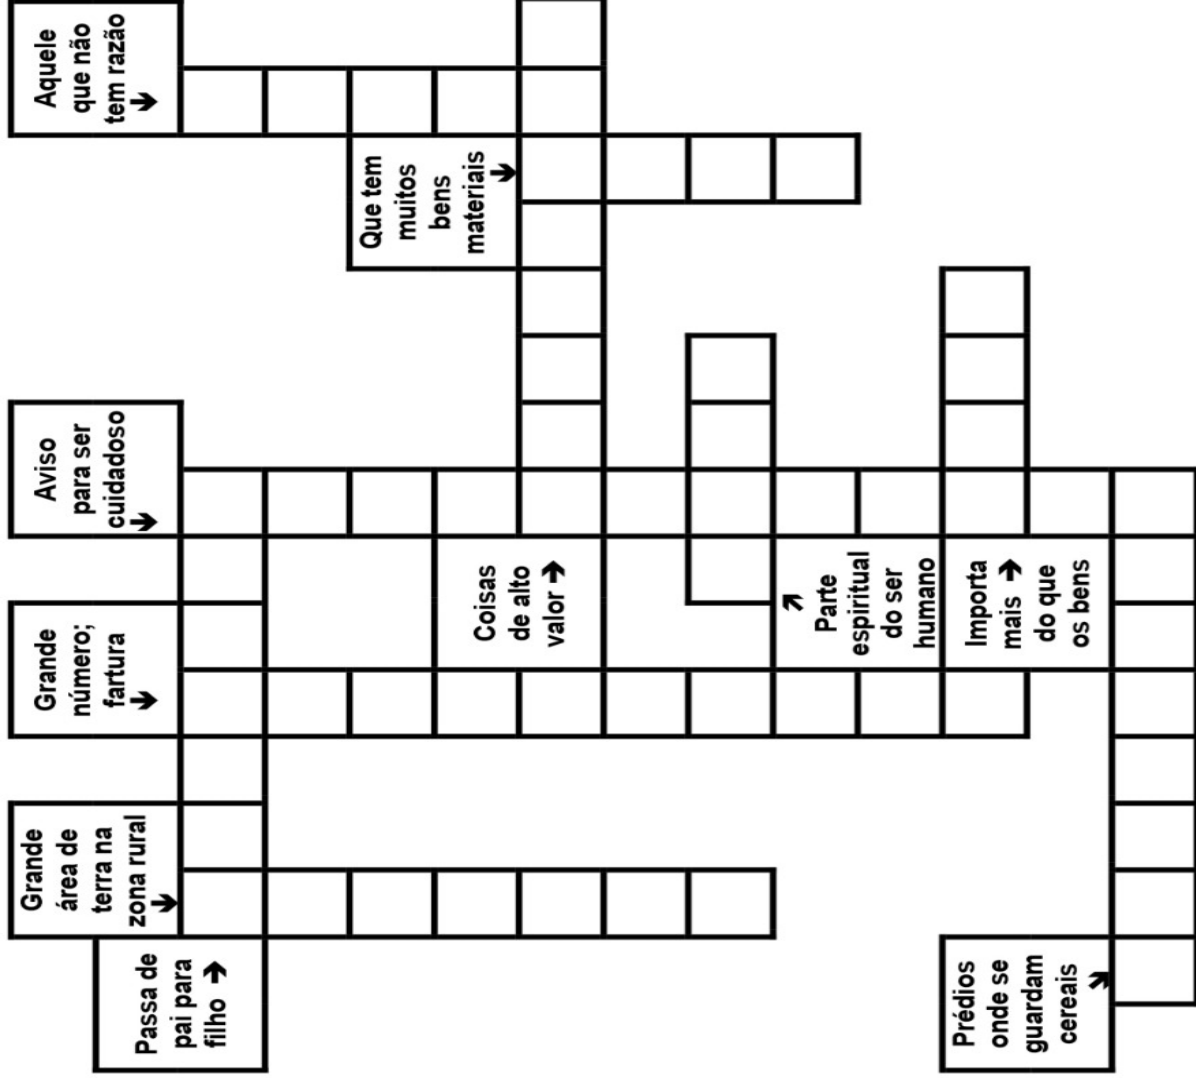 Grande
área de
terra na
zona rural
Grande
número;
fartura
Aviso
para ser
cuidadoso
Aquele
que não
tem razão
Passa de
pai para
filho
Que tem
muitos
bens
materiais
Coisas
de alto
valor
Parte
espiritual
do ser
humano
Prédios
onde se
guardam
cereais
Importa
mais
do que
os bens